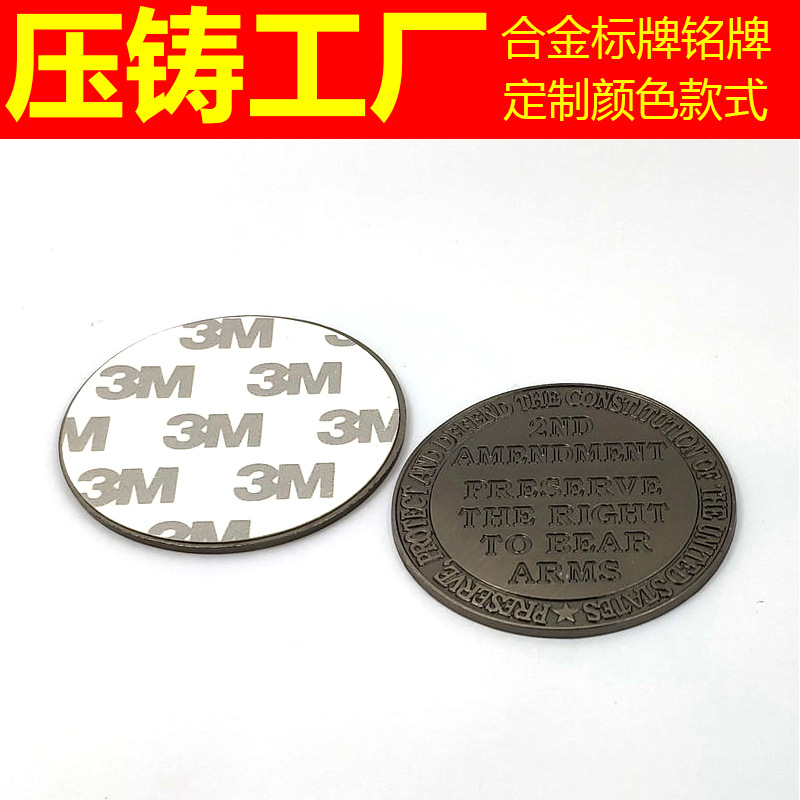 压铸工厂
合金标牌铭牌
定制颜色款式
3M
3M 3M
M 3M 3M
3M 3M
3M
PRESERVE, PROTECT AND DEFEND THE CONSTITUTION OF THE UNITED STATES
2ND
AMENDMENT
PRESERVE
THE RIGHT
TO BEAR
ARMS